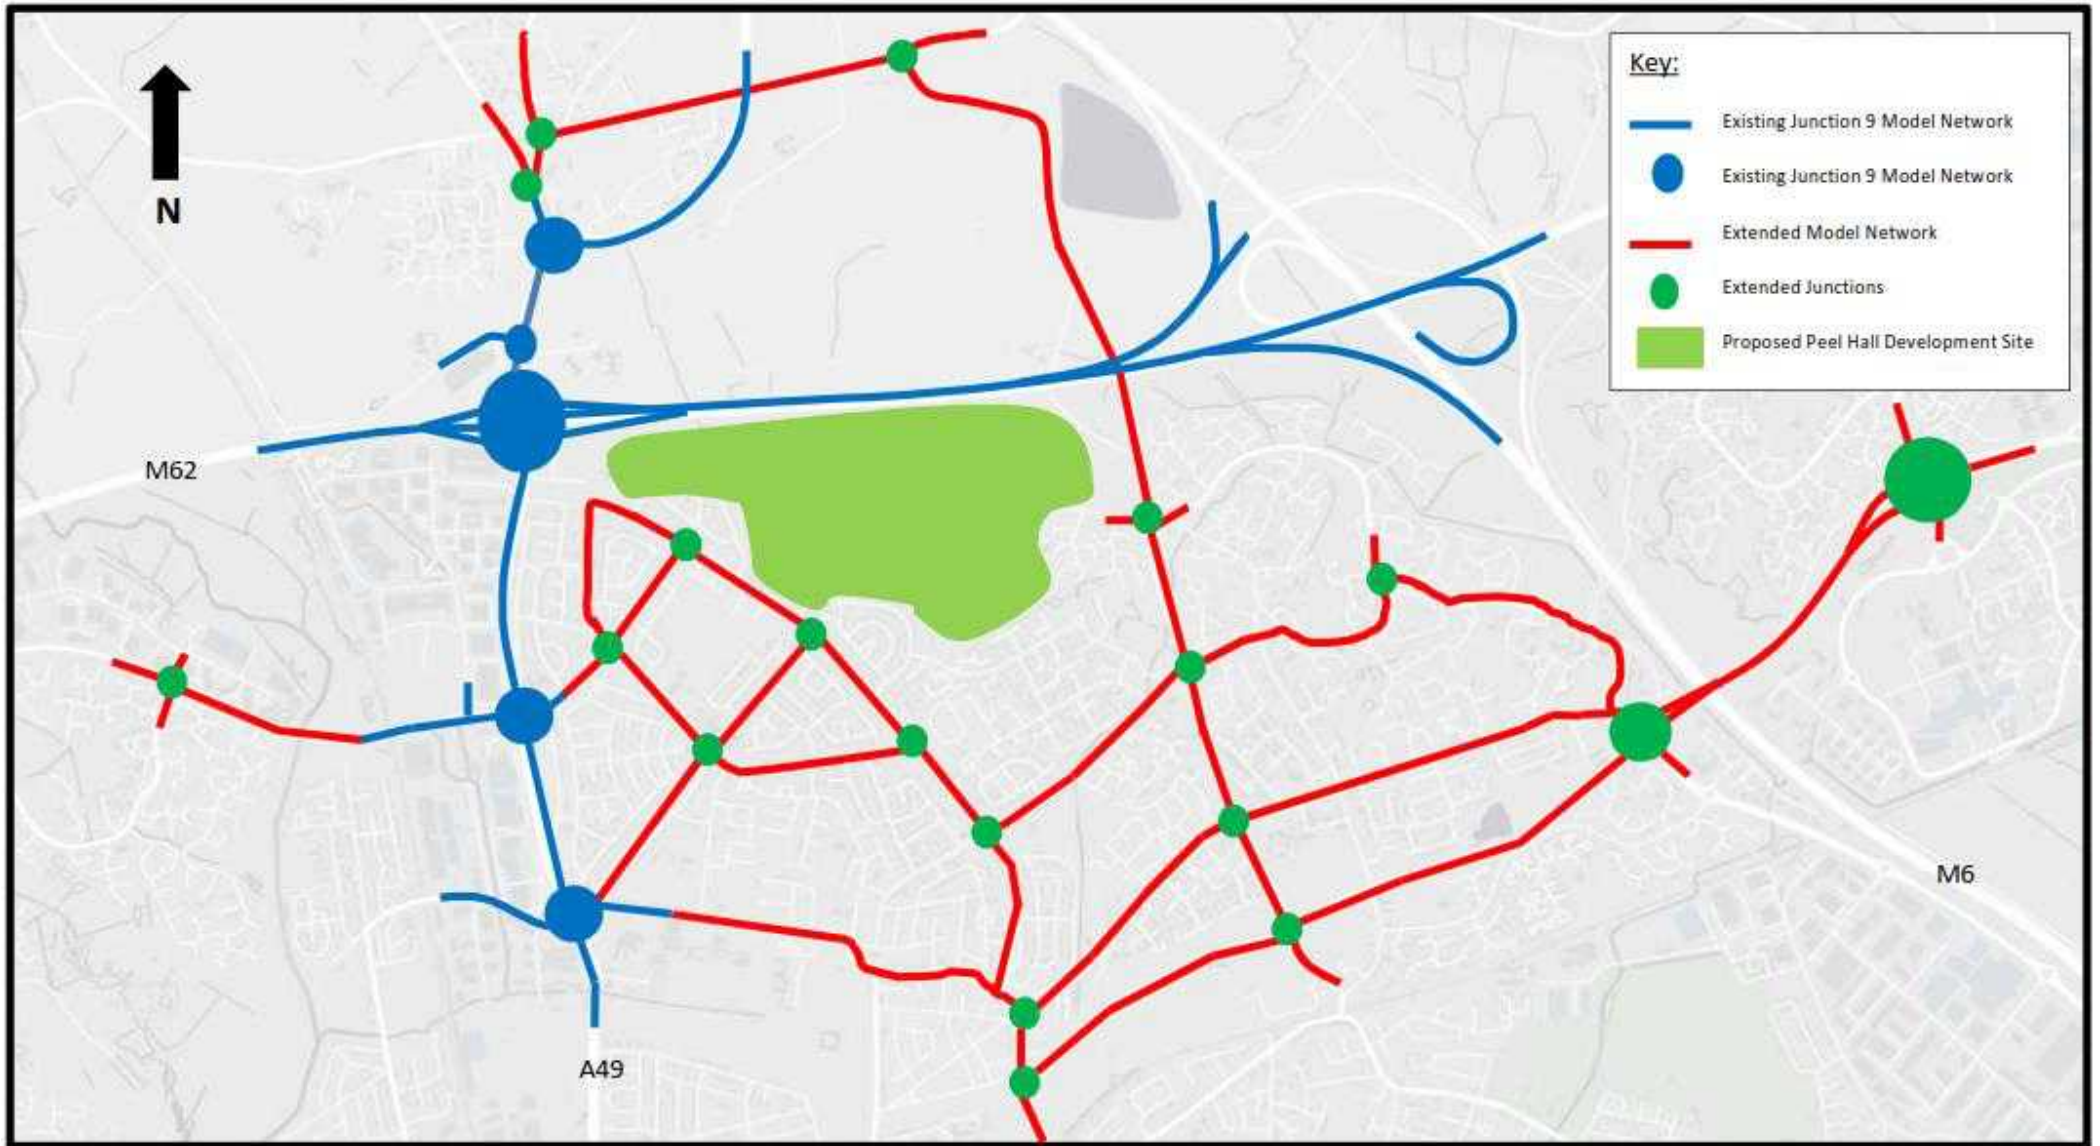 N
Key:
Existing Junction 9 Model Network
Existing Junction 9 Model Network
Extended Model Network
Extended Junctions
Proposed Peel Hall Development Site
M62
M6
A49